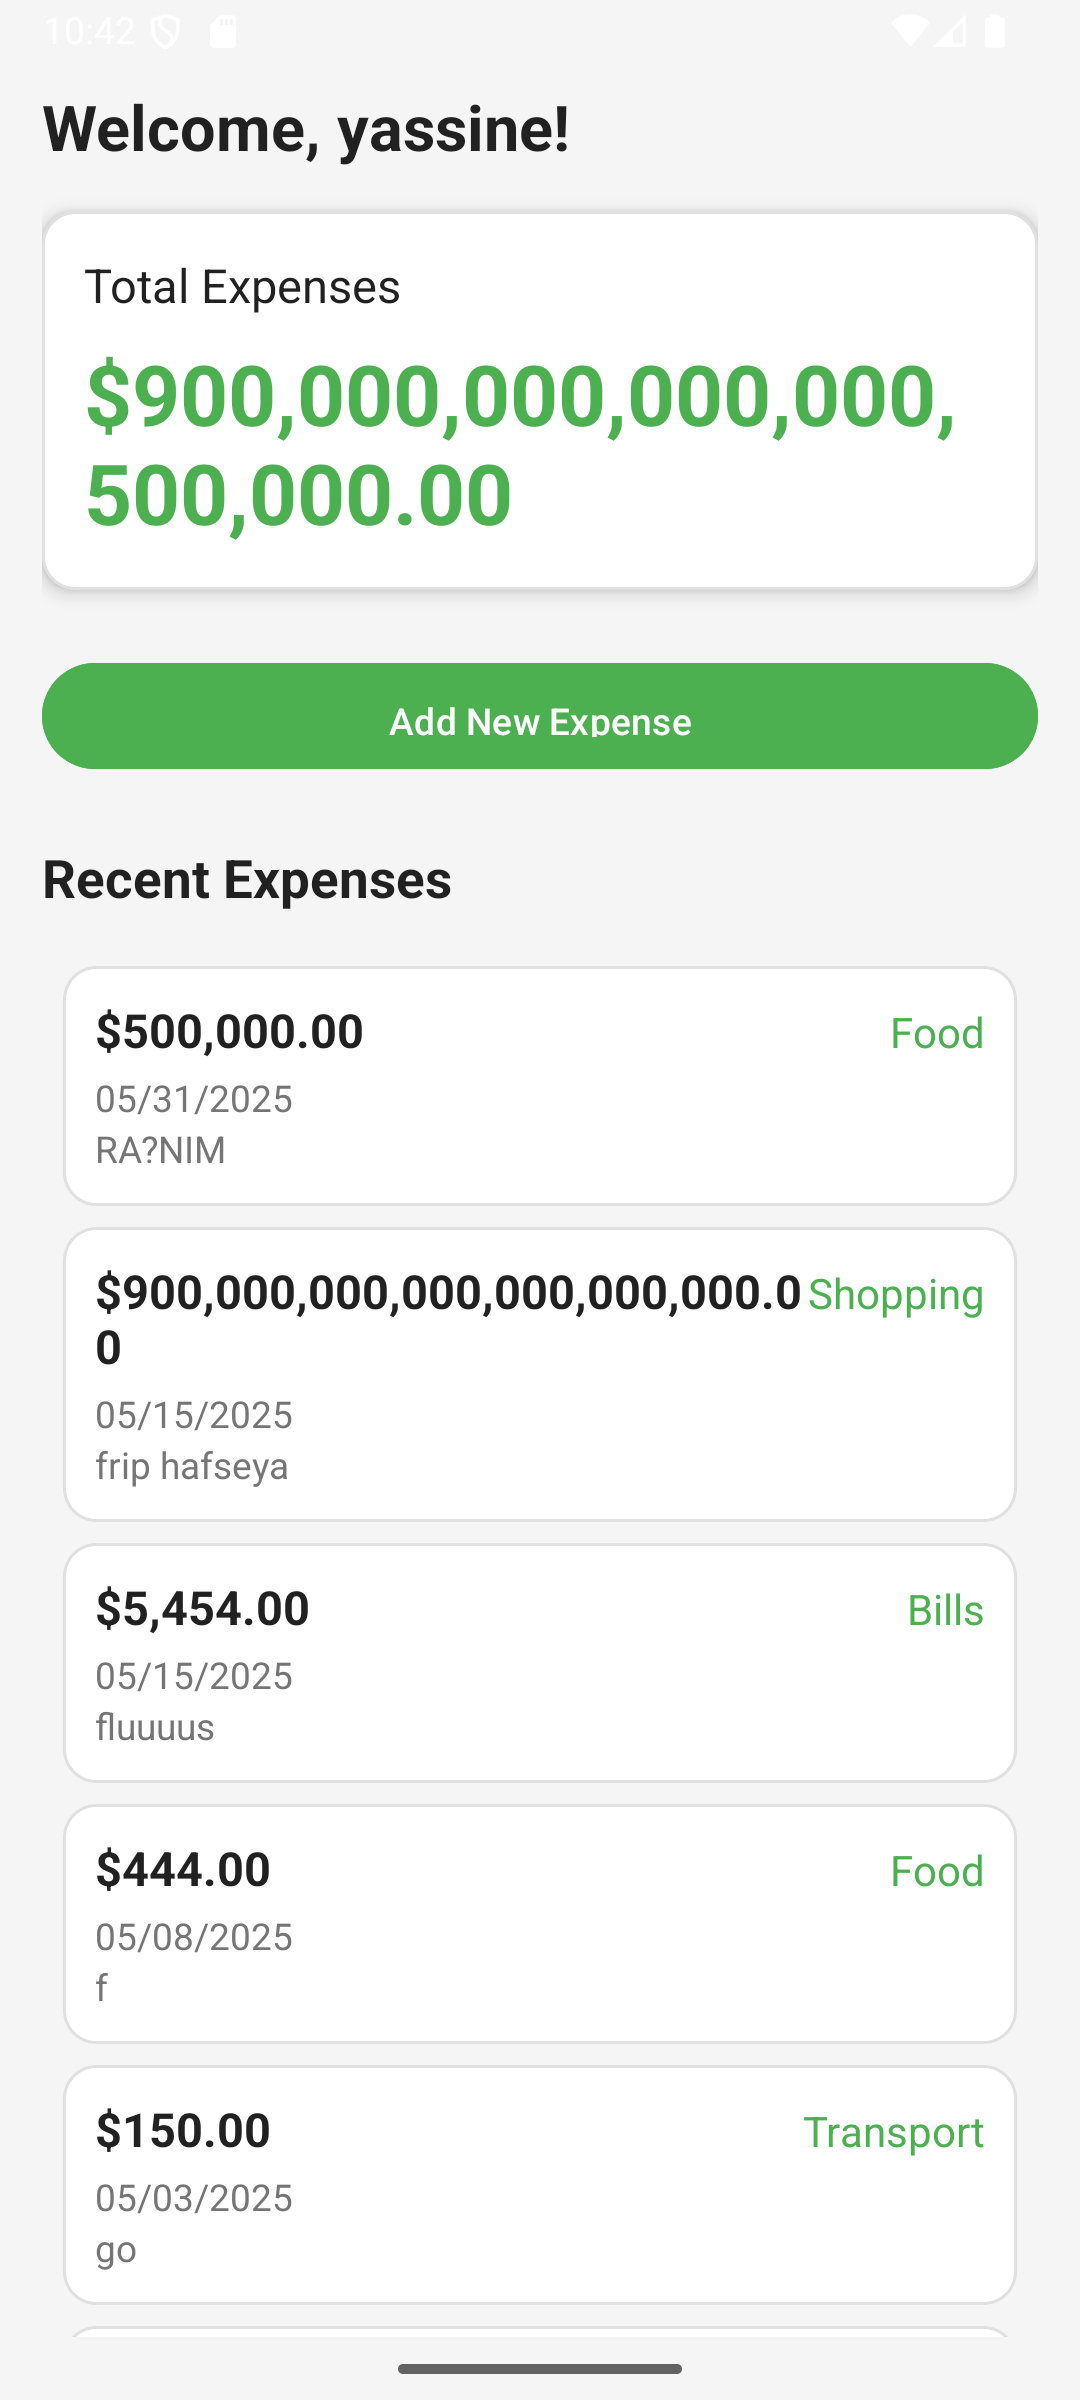 10:42
Welcome, yassine!
Total Expenses
$900,000,000,000,000,
500,000.00
Add New Expense
Recent Expenses
$500,000.00 Food
05/31/2025
RA?NIM
$900,000,000,000,000,000,000.0 Shopping
0
05/15/2025
frip hafseya
$5,454.00 Bills
05/15/2025
fluuuus
$444.00 Food
05/08/2025
f
$150.00 Transport
05/03/2025
go